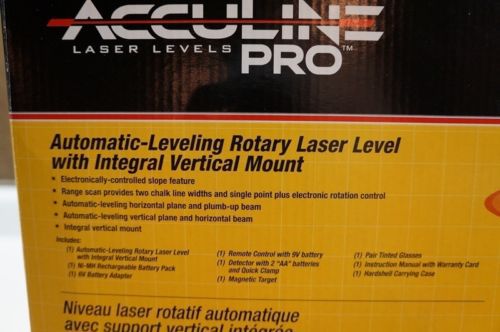 ACCULINE
LASER LEVELS PRO™
Automatic-Leveling Rotary Laser Level
with Integral Vertical Mount
• Electronically-controlled slope feature
• Range scan provides two chalk line widths and single point plus electronic rotation control
• Automatic-leveling horizontal plane and plumb-up beam
• Automatic-leveling vertical plane and horizontal beam
• Integral vertical mount
Includes:
(1) Automatic-Leveling Rotary Laser Level
with Integral Vertical Mount
(1) Ni-MH Rechargeable Battery Pack
(1) 6V Battery Adapter
(1) Remote Control with 9V battery
(1) Detector with 2 "AA" batteries
and Quick Clamp
(1) Magnetic Target
(1) Pair Tinted Glasses
(1) Instruction Manual with Warranty Card
(1) Hardshell Carrying Case
Niveau laser rotatif automatique
avec support vertical intégrée